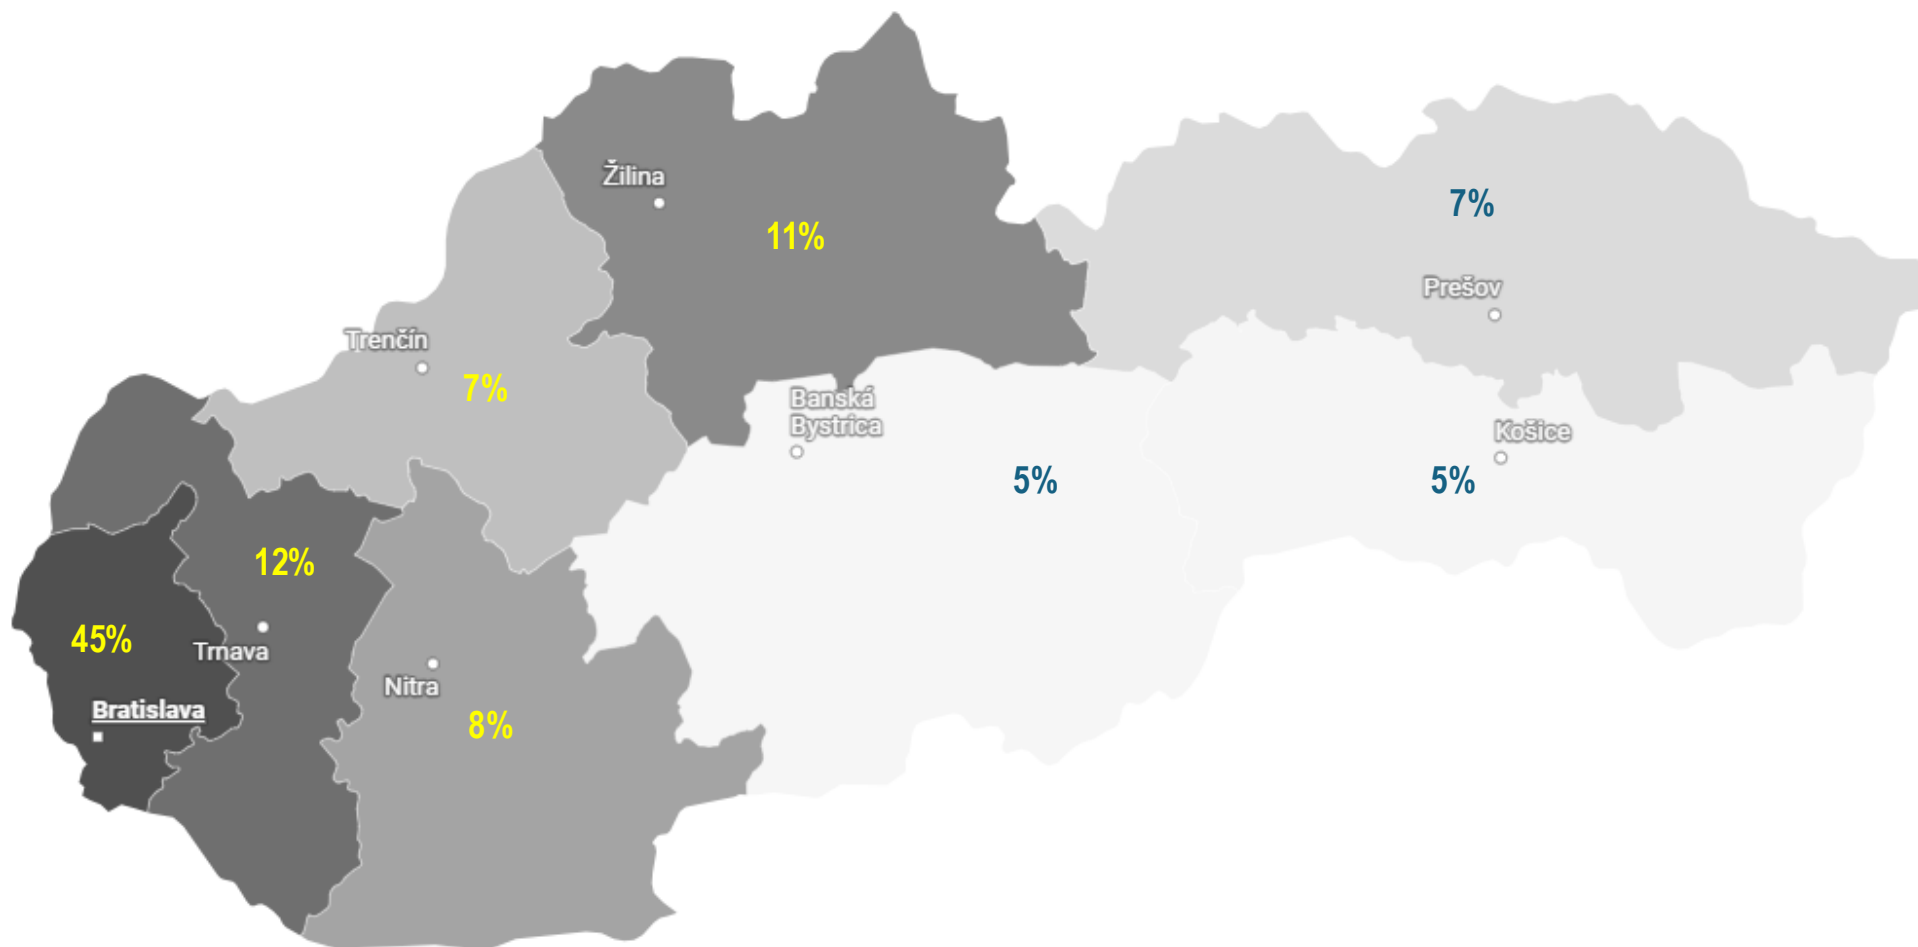 Žilina
11%
7%
Prešov
Trenčín
7%
Banská
Bystrica
Košice
5%
5%
12%
45%
Trnava
Nitra
Bratislava
8%